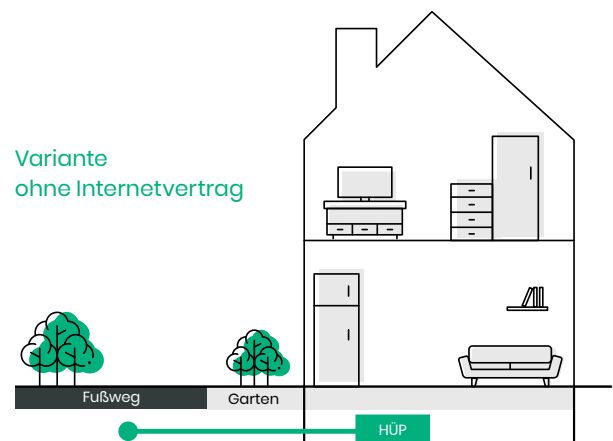 Variante
ohne Internetvertrag
Fußweg
Garten
HÜP